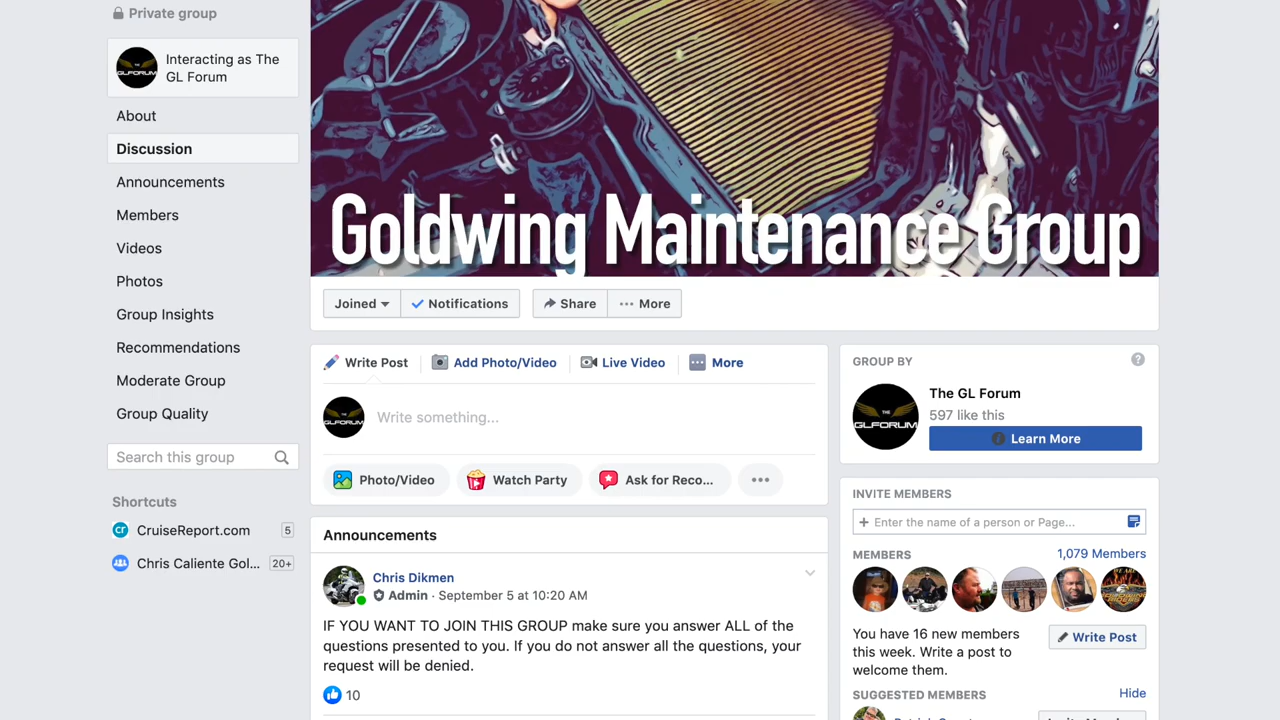 Private group
Interacting as The
GL Forum
About
Discussion
Announcements
Members
Videos
Photos
Group Insights
Recommendations
Moderate Group
Group Quality
Search this group
Shortcuts
CruiseReport.com 5
Chris Caliente Gol... 20+
Goldwing Maintenance Group
Joined Notifications Share More
Write Post Add Photo/Video Live Video More
Write something...
Photo/Video Watch Party Ask for Reco...
Announcements
Chris Dikmen
Admin · September 5 at 10:20 AM
IF YOU WANT TO JOIN THIS GROUP make sure you answer ALL of the
questions presented to you. If you do not answer all the questions, your
request will be denied.
10
GROUP BY
THE
GLFORUM
The GL Forum
597 like this
Learn More
INVITE MEMBERS
+ Enter the name of a person or Page...
MEMBERS 1,079 Members
You have 16 new members
this week. Write a post to
welcome them.
Write Post
SUGGESTED MEMBERS Hide